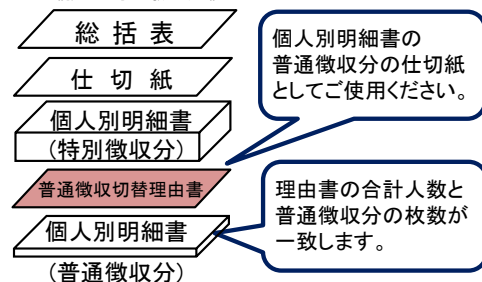 総括表
仕切紙
個人別明細書
(特別徴収分)
普通徴収切替理由書
個人別明細書
(普通徴収分)
個人別明細書の
普通徴収分の仕切紙
としてご使用ください。
理由書の合計人数と
普通徴収分の枚数が
一致します。